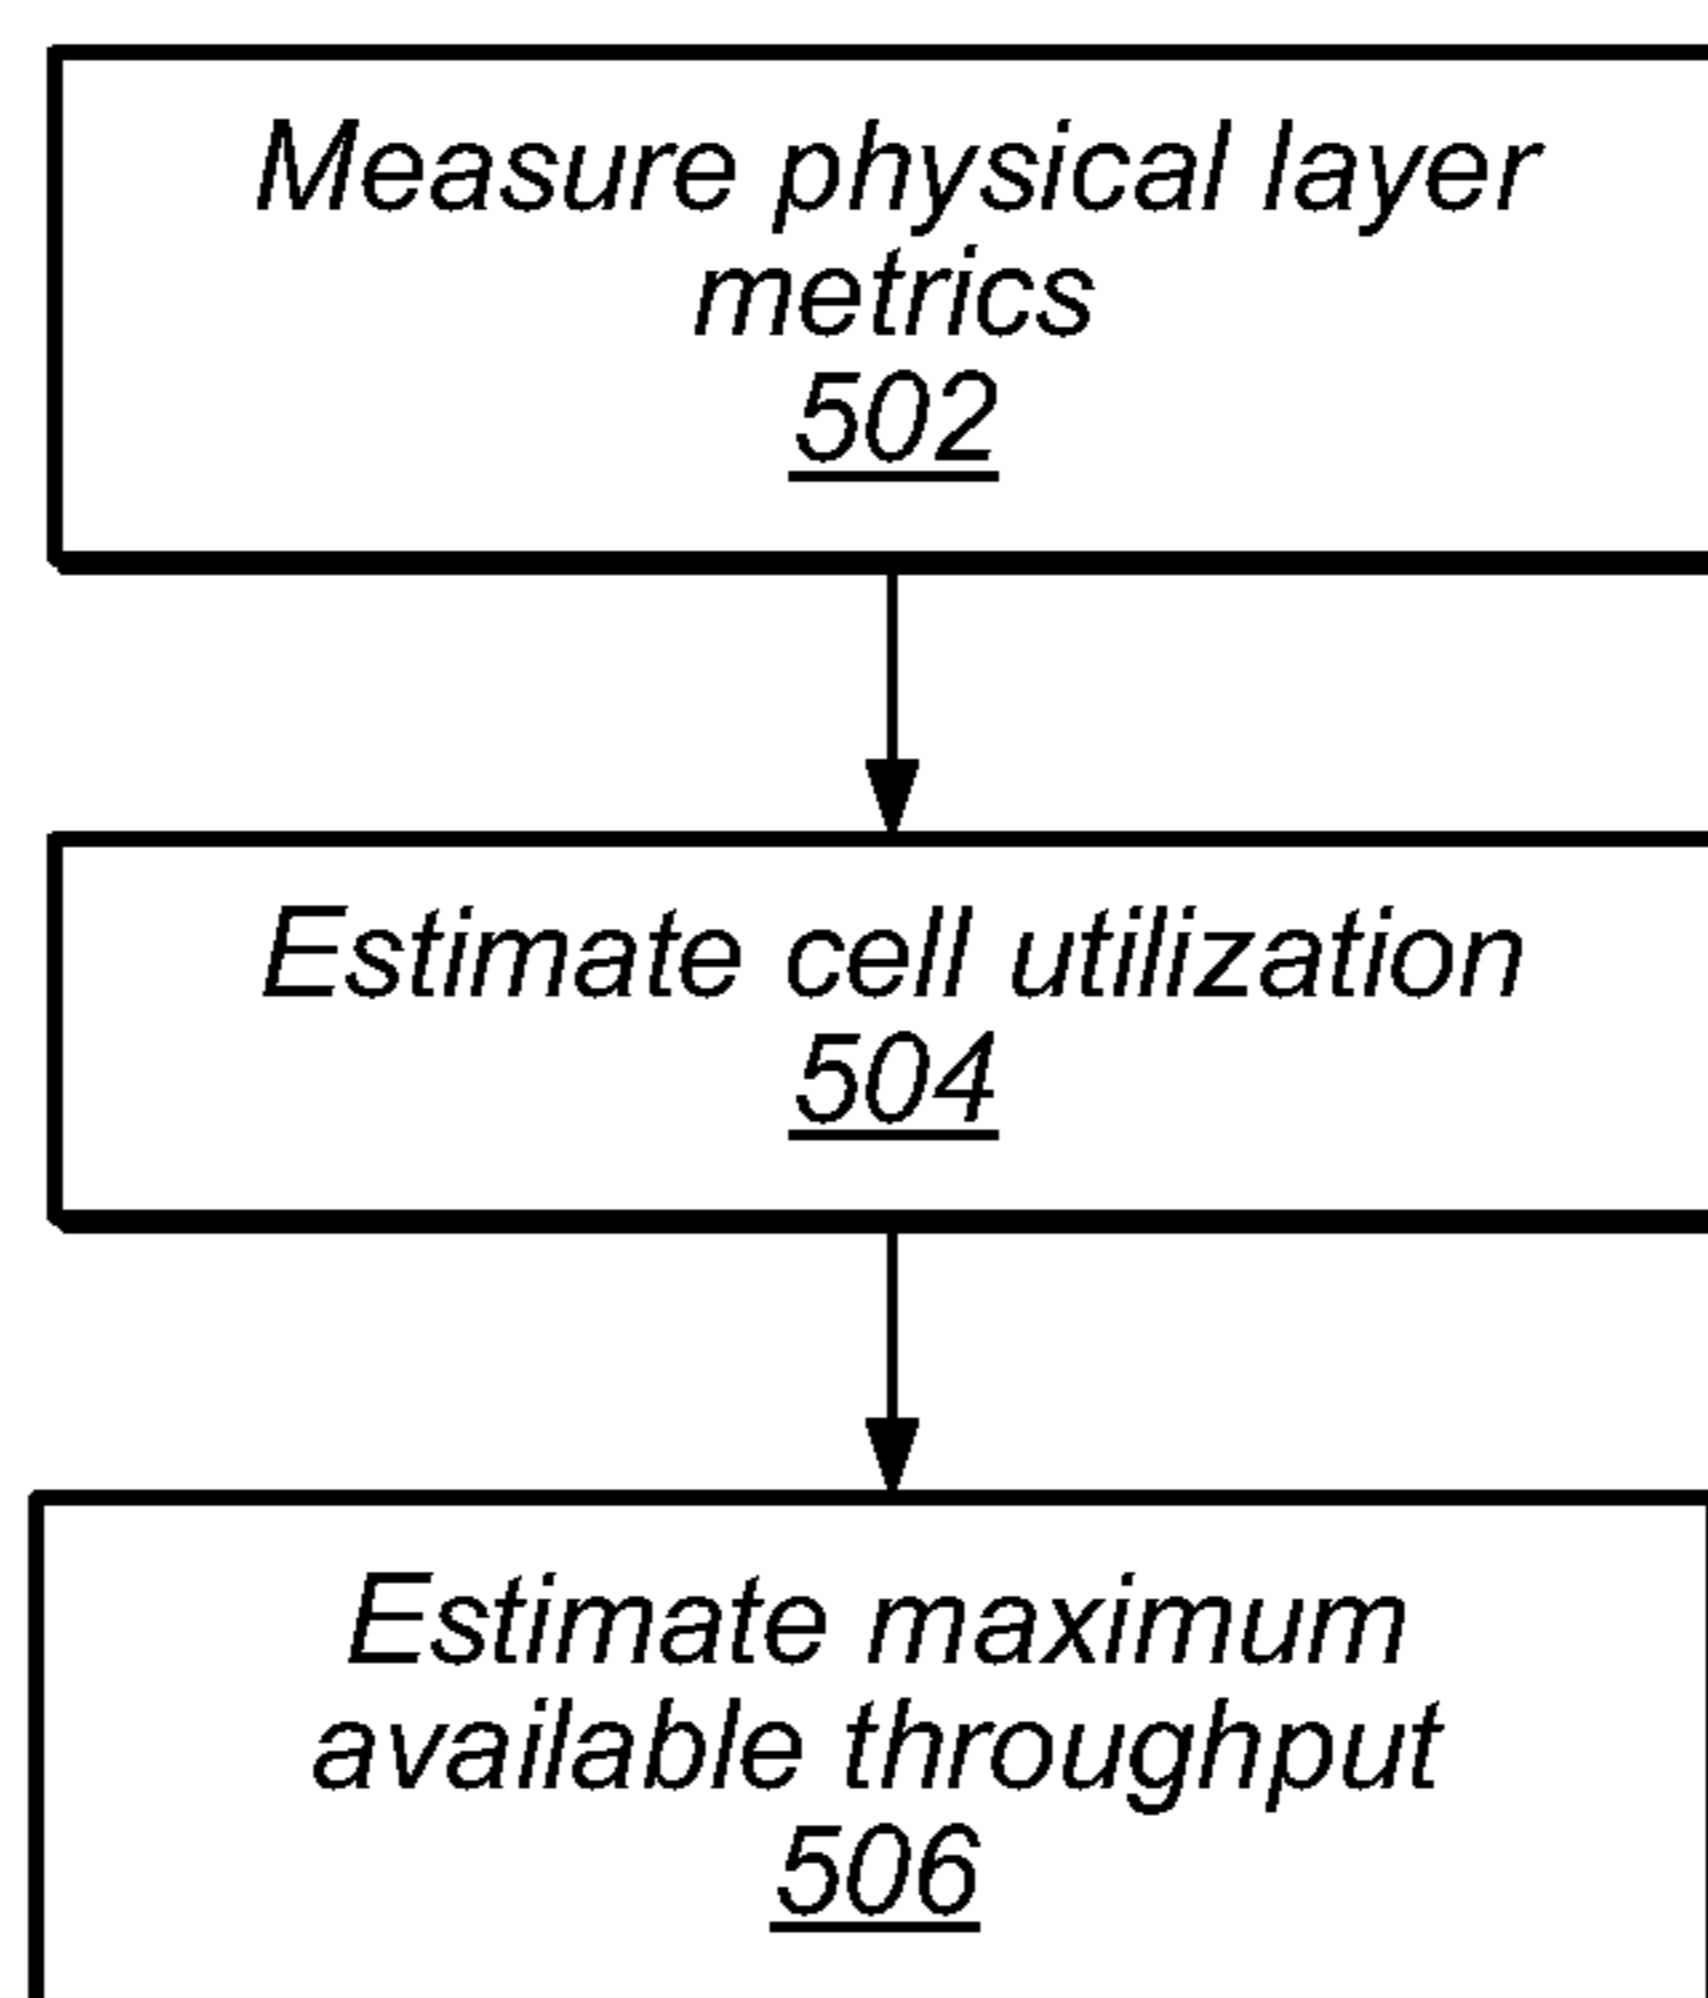 Measure physical layer
metrics
502
Estimate cell utilization
504
Estimate maximum
available throughput
506